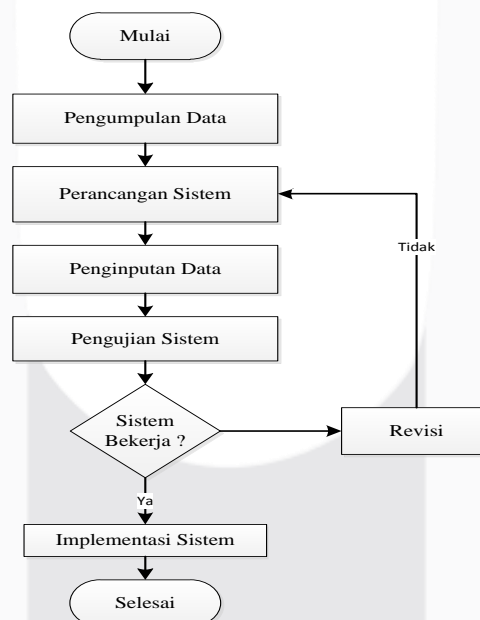 Mulai
Pengumpulan Data
Perancangan Sistem
Tidak
Penginputan Data
Pengujian Sistem
Sistem
Bekerja ?
Revisi
Ya
Implementasi Sistem
Selesai